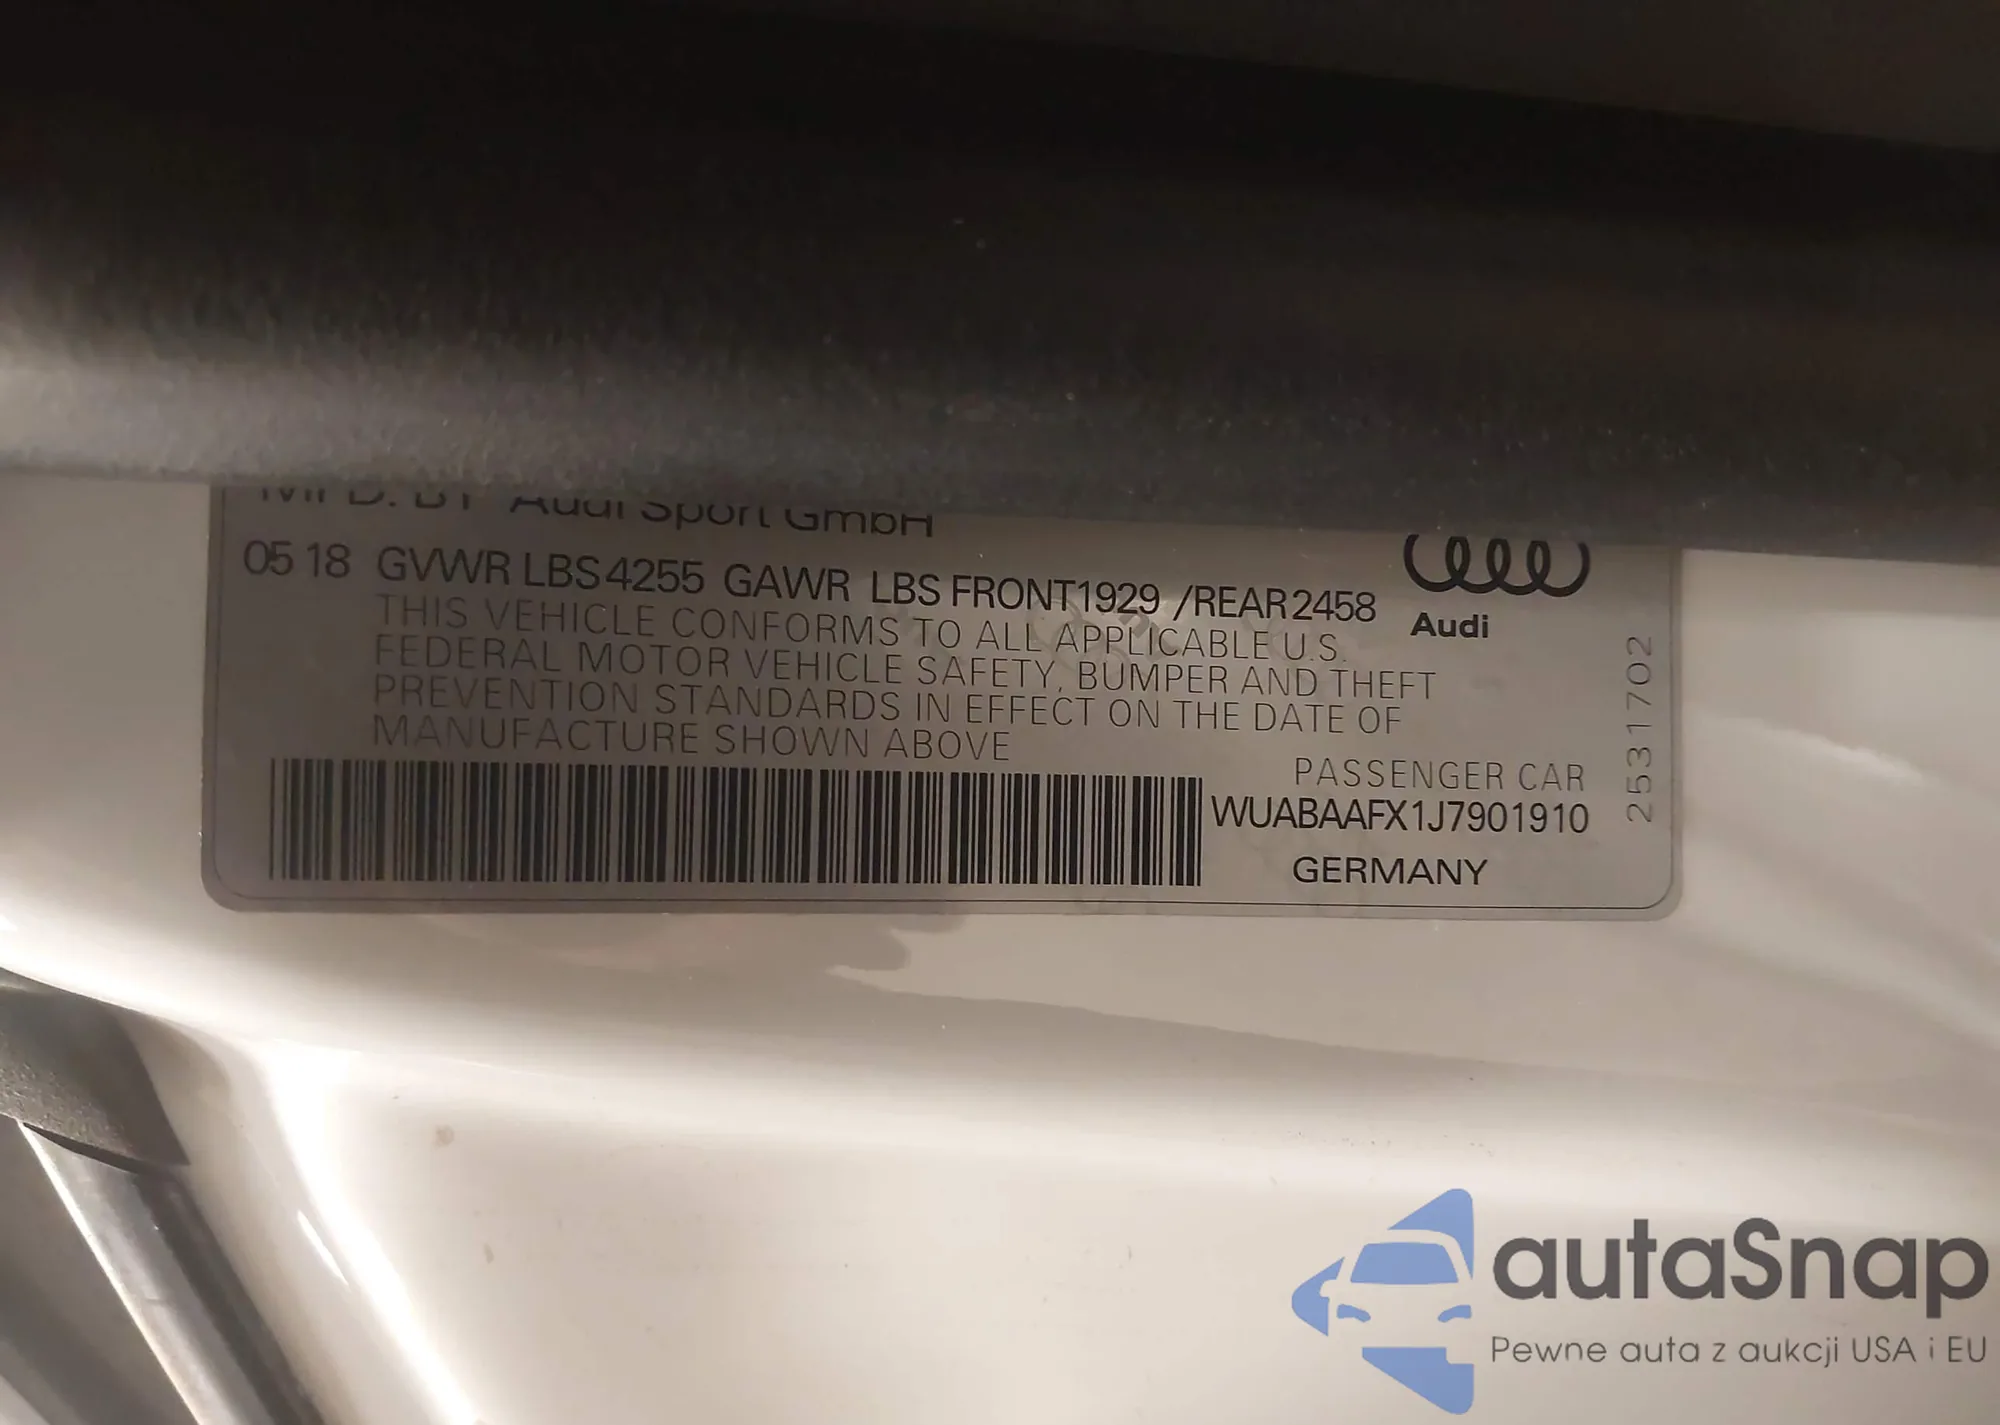 MFD. BY Audi Sport GmbH
05 18 GVWR LBS 4255 GAWR LBS FRONT 1929 /REAR 2458
Audi
THIS VEHICLE CONFORMS TO ALL APPLICABLE U.S.
FEDERAL MOTOR VEHICLE SAFETY, BUMPER AND THEFT
PREVENTION STANDARDS IN EFFECT ON THE DATE OF
MANUFACTURE SHOWN ABOVE
PASSENGER CAR
WUABAAFX1J7901910
GERMANY
2531702
autaSnap
Pewne auta z aukcji USA i EU